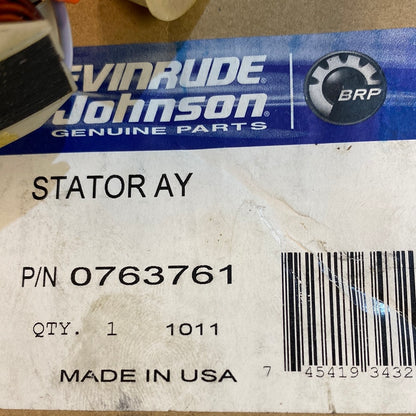 EVINRUDE
Johnson
GENUINE PARTS
BRP
STATOR AY
P/N 0763761
QTY. 1 1011
MADE IN USA
7 45419 3432